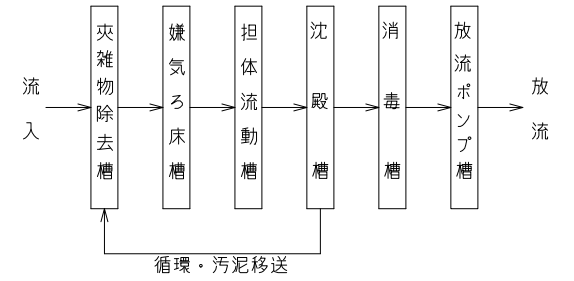 流入
夾雑物除去槽
嫌気ろ床槽
担体流動槽
沈殿槽
消毒槽
放流ポンプ槽
放流
循環・汚泥移送